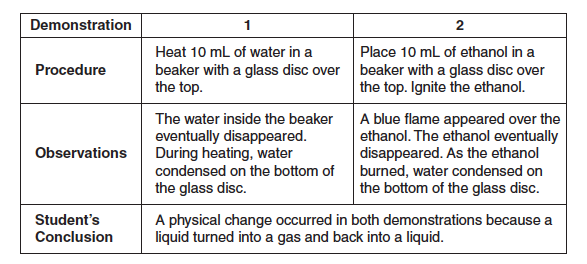 Demonstration 1 2
Procedure
Heat 10 mL of water in a
beaker with a glass disc over
the top.
Place 10 mL of ethanol in a
beaker with a glass disc over
the top. Ignite the ethanol.
Observations
The water inside the beaker
eventually disappeared.
During heating, water
condensed on the bottom of
the glass disc.
A blue flame appeared over the
ethanol. The ethanol eventually
disappeared. As the ethanol
burned, water condensed on
the bottom of the glass disc.
Student's
Conclusion
A physical change occurred in both demonstrations because a
liquid turned into a gas and back into a liquid.